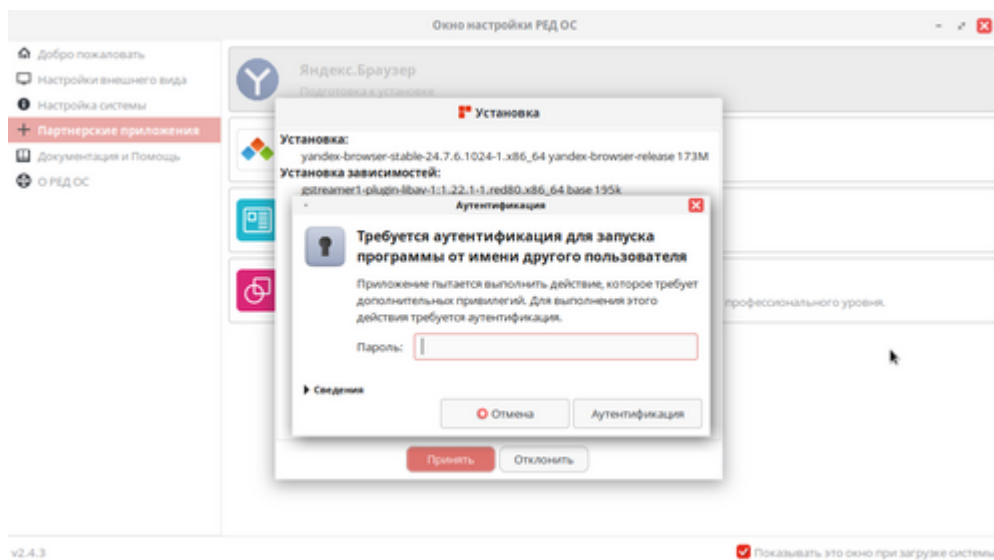 Окно настройки РЕД ОС
Добро пожаловать
Настройки внешнего вида
Настройка системы
Партнерские приложения
Документация и Помощь
О РЕД ОС
Яндекс.Браузер
Подготовка к установке
Установка
Установка:
yandex-browser-stable-24.7.6.1024-1.x86_64 yandex-browser-release 173M
Установка зависимостей:
gstreamer1-plugin-libav-1:1.22.1-1.red80.x86_64 base 195k
Аутентификация
Требуется аутентификация для запуска
программы от имени другого пользователя
Приложение пытается выполнить действие, которое требует
дополнительных привилегий. Для выполнения этого
действия требуется аутентификация.
Пароль:
Сведения
Отмена
Аутентификация
профессионального уровня.
Принять
Отклонить
v2.4.3
Показывать это окно при загрузке системы